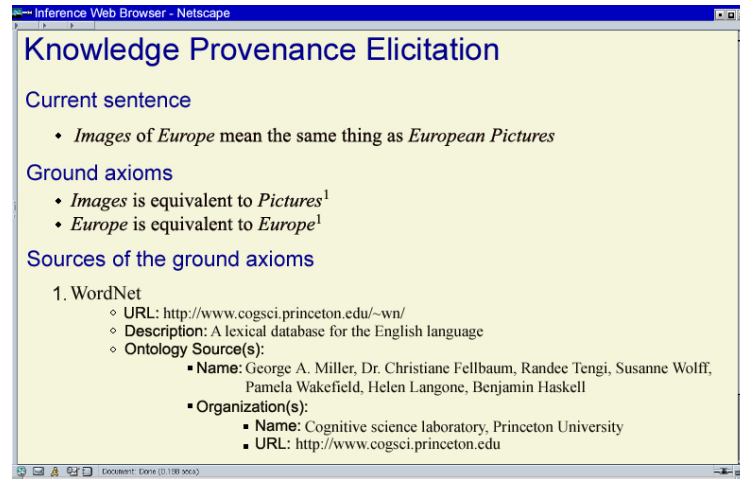 Inference Web Browser - Netscape
Knowledge Provenance Elicitation
Current sentence
• Images of Europe mean the same thing as European Pictures
Ground axioms
• Images is equivalent to Pictures¹
• Europe is equivalent to Europe¹
Sources of the ground axioms
1. WordNet
◦ URL: http://www.cogsci.princeton.edu/~wn/
◦ Description: A lexical database for the English language
◦ Ontology Source(s):
▪ Name: George A. Miller, Dr. Christiane Fellbaum, Randee Tengi, Susanne Wolff,
Pamela Wakefield, Helen Langone, Benjamin Haskell
▪ Organization(s):
▪ Name: Cognitive science laboratory, Princeton University
▪ URL: http://www.cogsci.princeton.edu
Document: Done (0.198 secs)